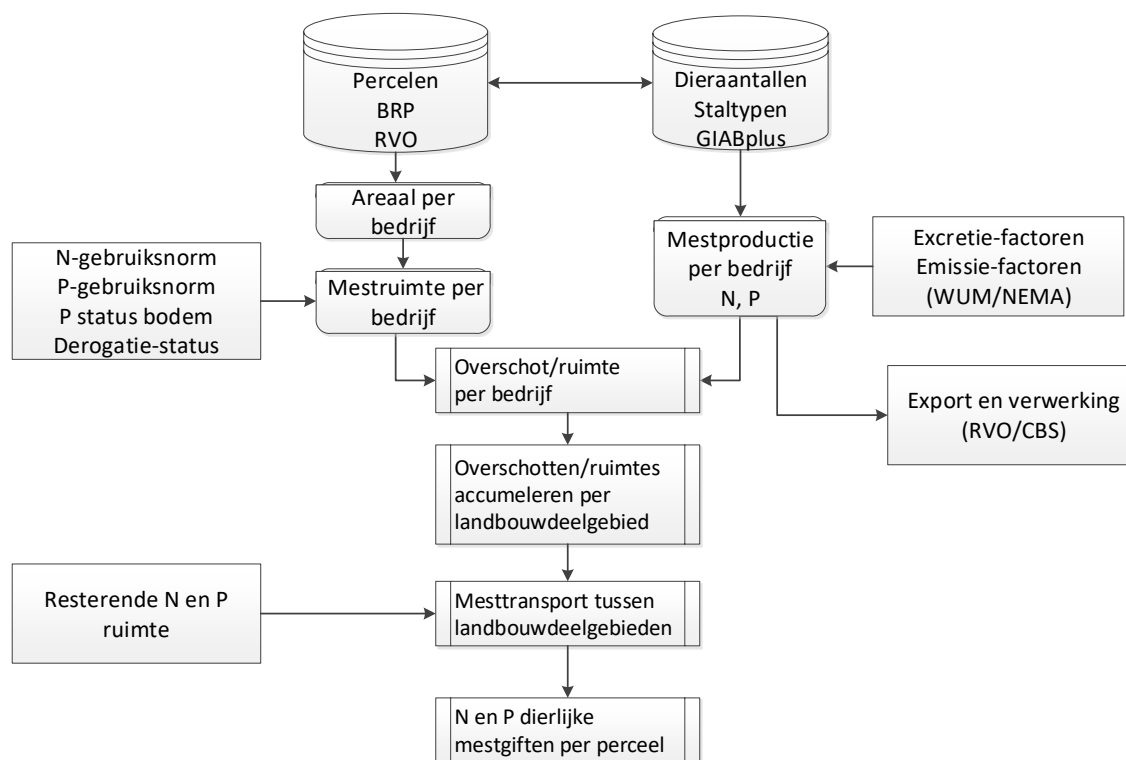 Percelen
BRP
RVO
Dieraantallen
Staltypen
GIABplus
Areaal per
bedrijf
N-gebruiksnorm
P-gebruiksnorm
P status bodem
Derogatie-status
Mestruimte per
bedrijf
Mestproductie
per bedrijf
N, P
Excretie-factoren
Emissie-factoren
(WUM/NEMA)
Overschot/ruimte
per bedrijf
Export en verwerking
(RVO/CBS)
Overschotten/ruimtes
accumeleren per
landbouwdeelgebied
Resterende N en P
ruimte
Mesttransport tussen
landbouwdeelgebieden
N en P dierlijke
mestgiften per perceel